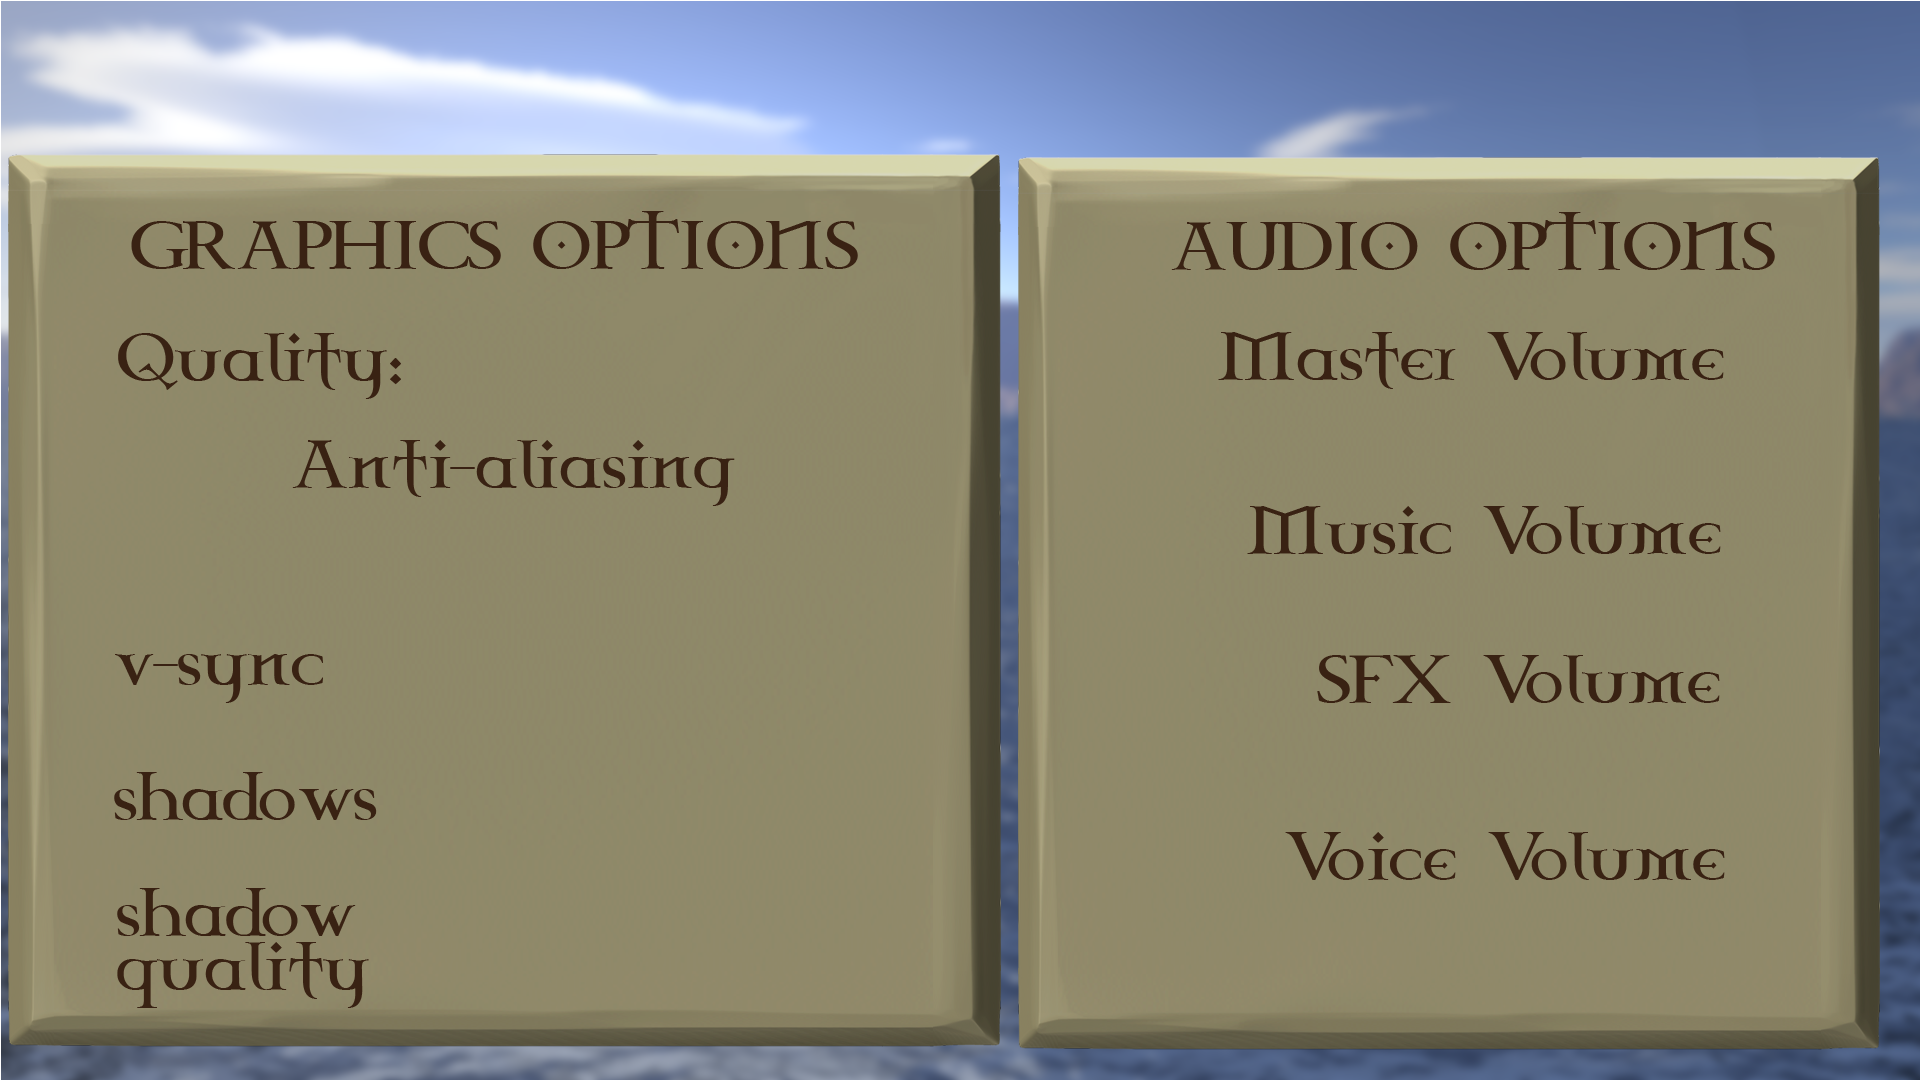 GRAPHICS OPTIONS
Quality:
Anti-aliasing
v-sync
shadows
shadow
quality
AUDIO OPTIONS
Master Volume
Music Volume
SFX Volume
Voice Volume